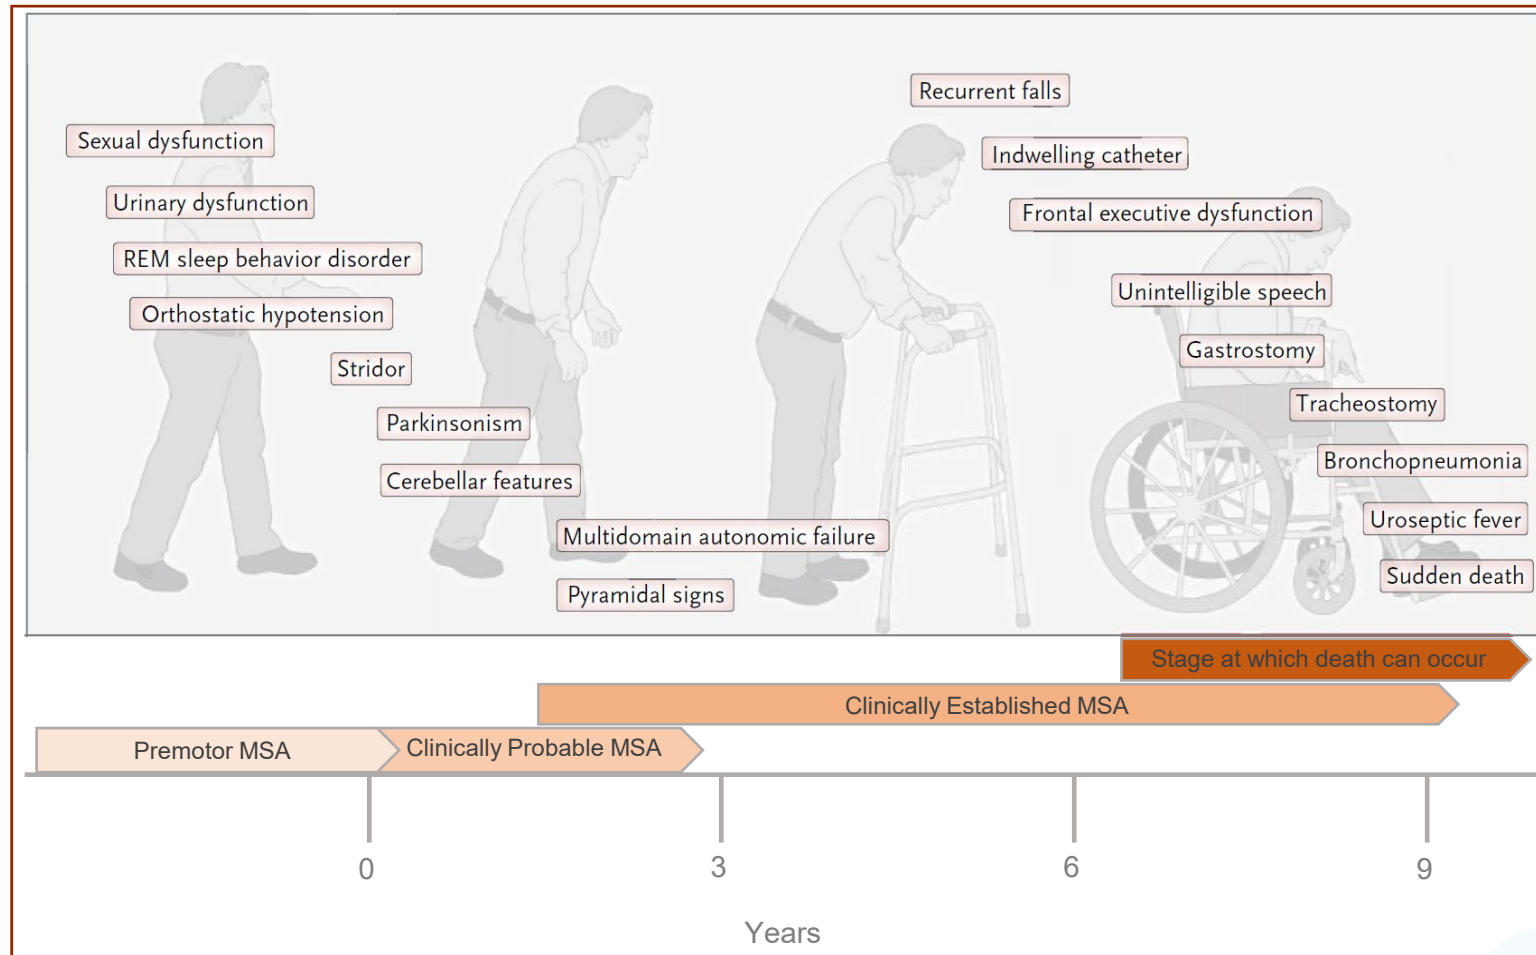 Recurrent falls
Sexual dysfunction
Indwelling catheter
Urinary dysfunction
Frontal executive dysfunction
REM sleep behavior disorder
Unintelligible speech
Orthostatic hypotension
Gastrostomy
Stridor
Tracheostomy
Parkinsonism
Bronchopneumonia
Cerebellar features
Uroseptic fever
Multidomain autonomic failure
Sudden death
Pyramidal signs
Stage at which death can occur
Clinically Established MSA
Premotor MSA
Clinically Probable MSA
0
3
6
9
Years